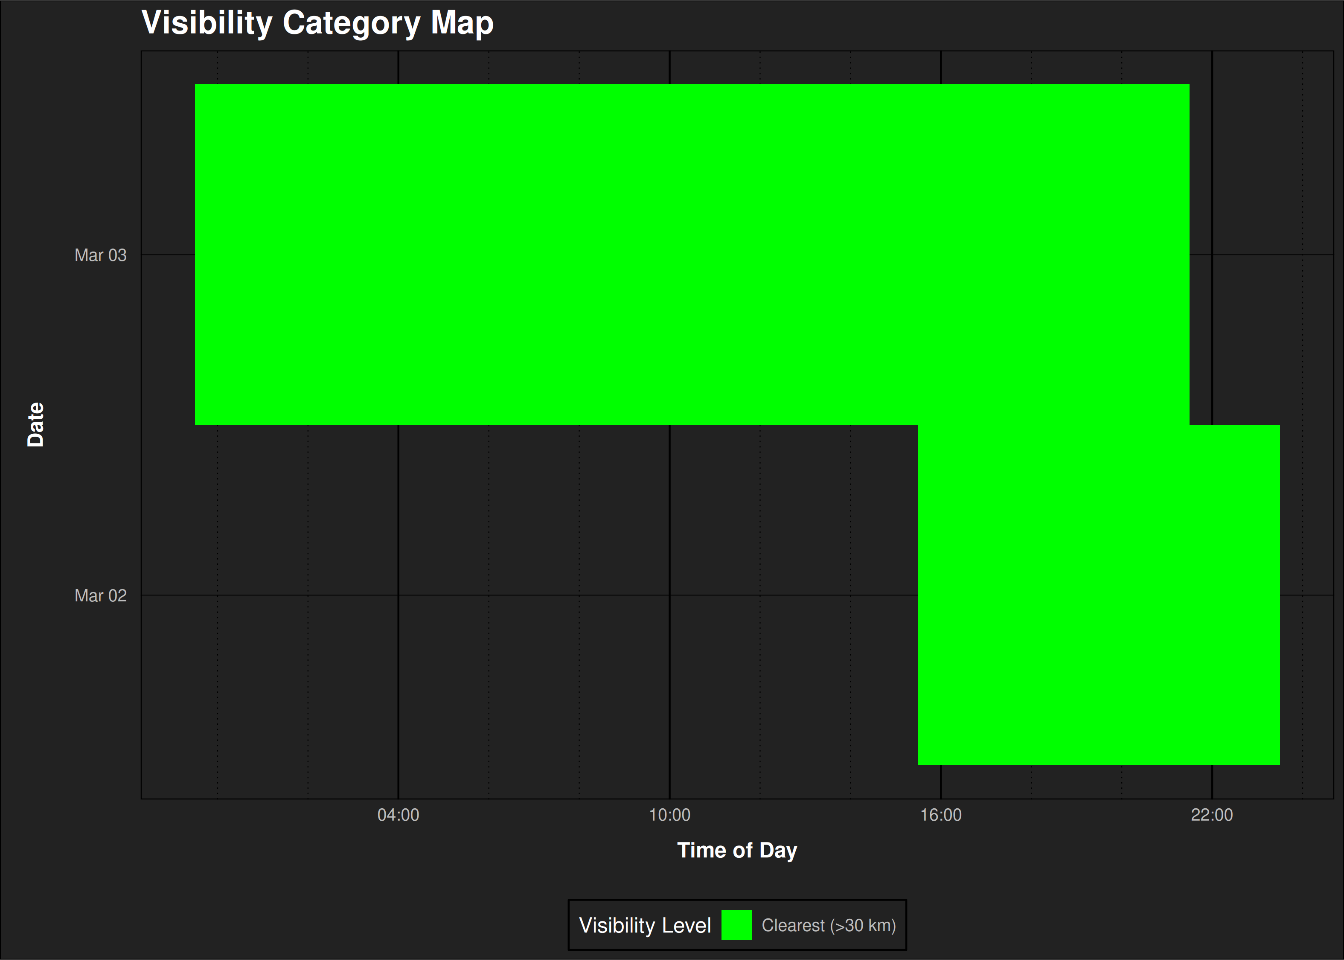 Visibility Category Map
Mar 03
Date
Mar 02
04:00 10:00 16:00 22:00
Time of Day
Visibility Level Clearest (>30 km)